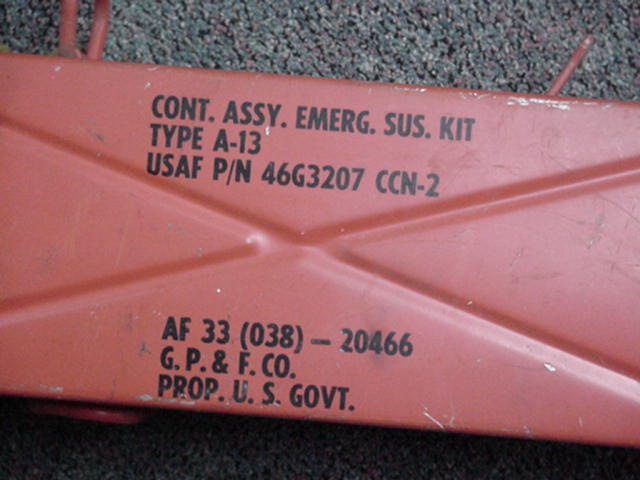 CONT. ASSY. EMERG. SUS. KIT
TYPE A-13
USAF P/N 46G3207 CCN-2
AF 33 (038) — 20466
G. P. & F. CO.
PROP. U. S. GOVT.